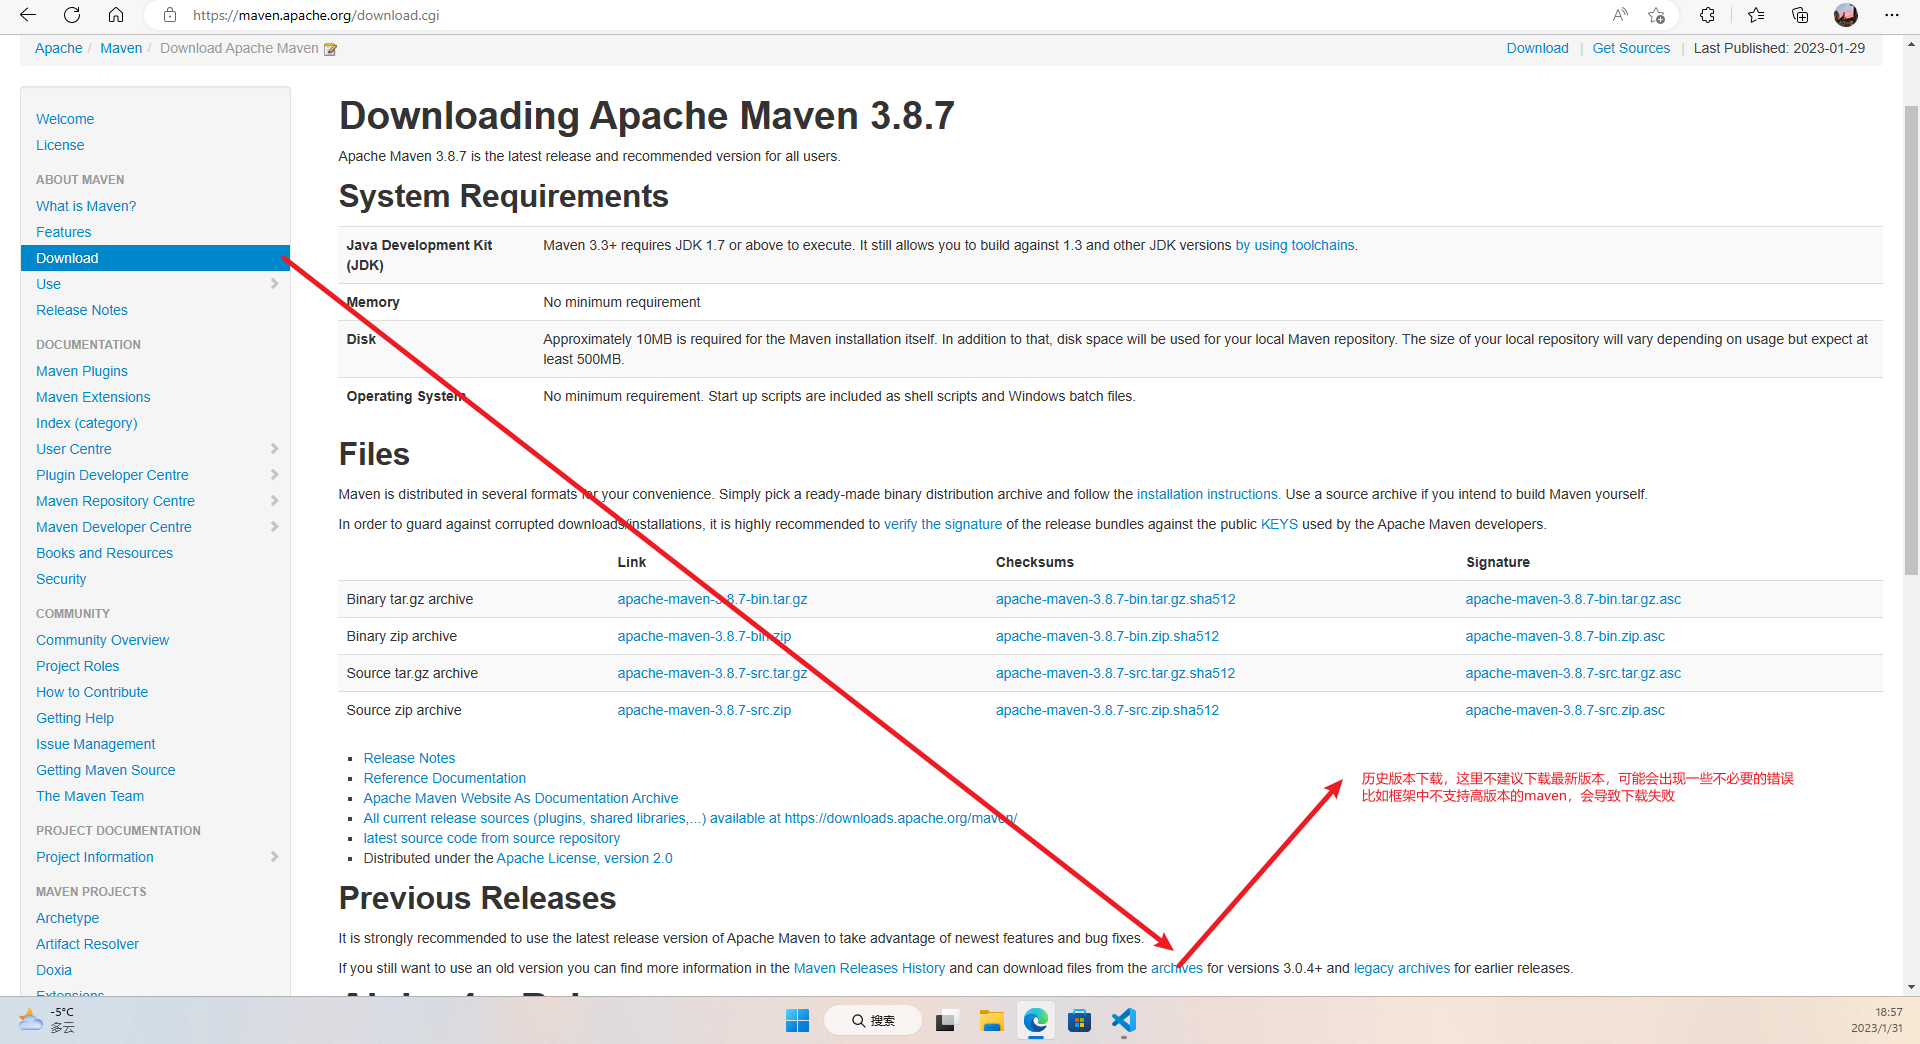 https://maven.apache.org/download.cgi
Apache / Maven / Download Apache Maven
Download | Get Sources | Last Published: 2023-01-29
Welcome
License
ABOUT MAVEN
What is Maven?
Features
Download
Use
Release Notes
DOCUMENTATION
Maven Plugins
Maven Extensions
Index (category)
User Centre
Plugin Developer Centre
Maven Repository Centre
Maven Developer Centre
Books and Resources
Security
COMMUNITY
Community Overview
Project Roles
How to Contribute
Getting Help
Issue Management
Getting Maven Source
The Maven Team
PROJECT DOCUMENTATION
Project Information
MAVEN PROJECTS
Archetype
Artifact Resolver
Doxia
Extensions
Downloading Apache Maven 3.8.7
Apache Maven 3.8.7 is the latest release and recommended version for all users.
System Requirements
Java Development Kit (JDK)
Maven 3.3+ requires JDK 1.7 or above to execute. It still allows you to build against 1.3 and other JDK versions by using toolchains.
Memory
No minimum requirement
Disk
Approximately 10MB is required for the Maven installation itself. In addition to that, disk space will be used for your local Maven repository. The size of your local repository will vary depending on usage but expect at
least 500MB.
Operating System
No minimum requirement. Start up scripts are included as shell scripts and Windows batch files.
Files
Maven is distributed in several formats for your convenience. Simply pick a ready-made binary distribution archive and follow the installation instructions. Use a source archive if you intend to build Maven yourself.
In order to guard against corrupted downloads/installations, it is highly recommended to verify the signature of the release bundles against the public KEYS used by the Apache Maven developers.
Link Checksums Signature
Binary tar.gz archive apache-maven-3.8.7-bin.tar.gz apache-maven-3.8.7-bin.tar.gz.sha512 apache-maven-3.8.7-bin.tar.gz.asc
Binary zip archive apache-maven-3.8.7-bin.zip apache-maven-3.8.7-bin.zip.sha512 apache-maven-3.8.7-bin.zip.asc
Source tar.gz archive apache-maven-3.8.7-src.tar.gz apache-maven-3.8.7-src.tar.gz.sha512 apache-maven-3.8.7-src.tar.gz.asc
Source zip archive apache-maven-3.8.7-src.zip apache-maven-3.8.7-src.zip.sha512 apache-maven-3.8.7-src.zip.asc
Release Notes
Reference Documentation
Apache Maven Website As Documentation Archive
All current release sources (plugins, shared libraries,...) available at https://downloads.apache.org/maven/
latest source code from source repository
Distributed under the Apache License, version 2.0
历史版本下载，这里不建议下载最新版本，可能会出现一些不必要的错误
比如框架中不支持高版本的maven，会导致下载失败
Previous Releases
It is strongly recommended to use the latest release version of Apache Maven to take advantage of newest features and bug fixes.
If you still want to use an old version you can find more information in the Maven Releases History and can download files from the archives for versions 3.0.4+ and legacy archives for earlier releases.
-5°C
多云
搜索
18:57
2023/1/31